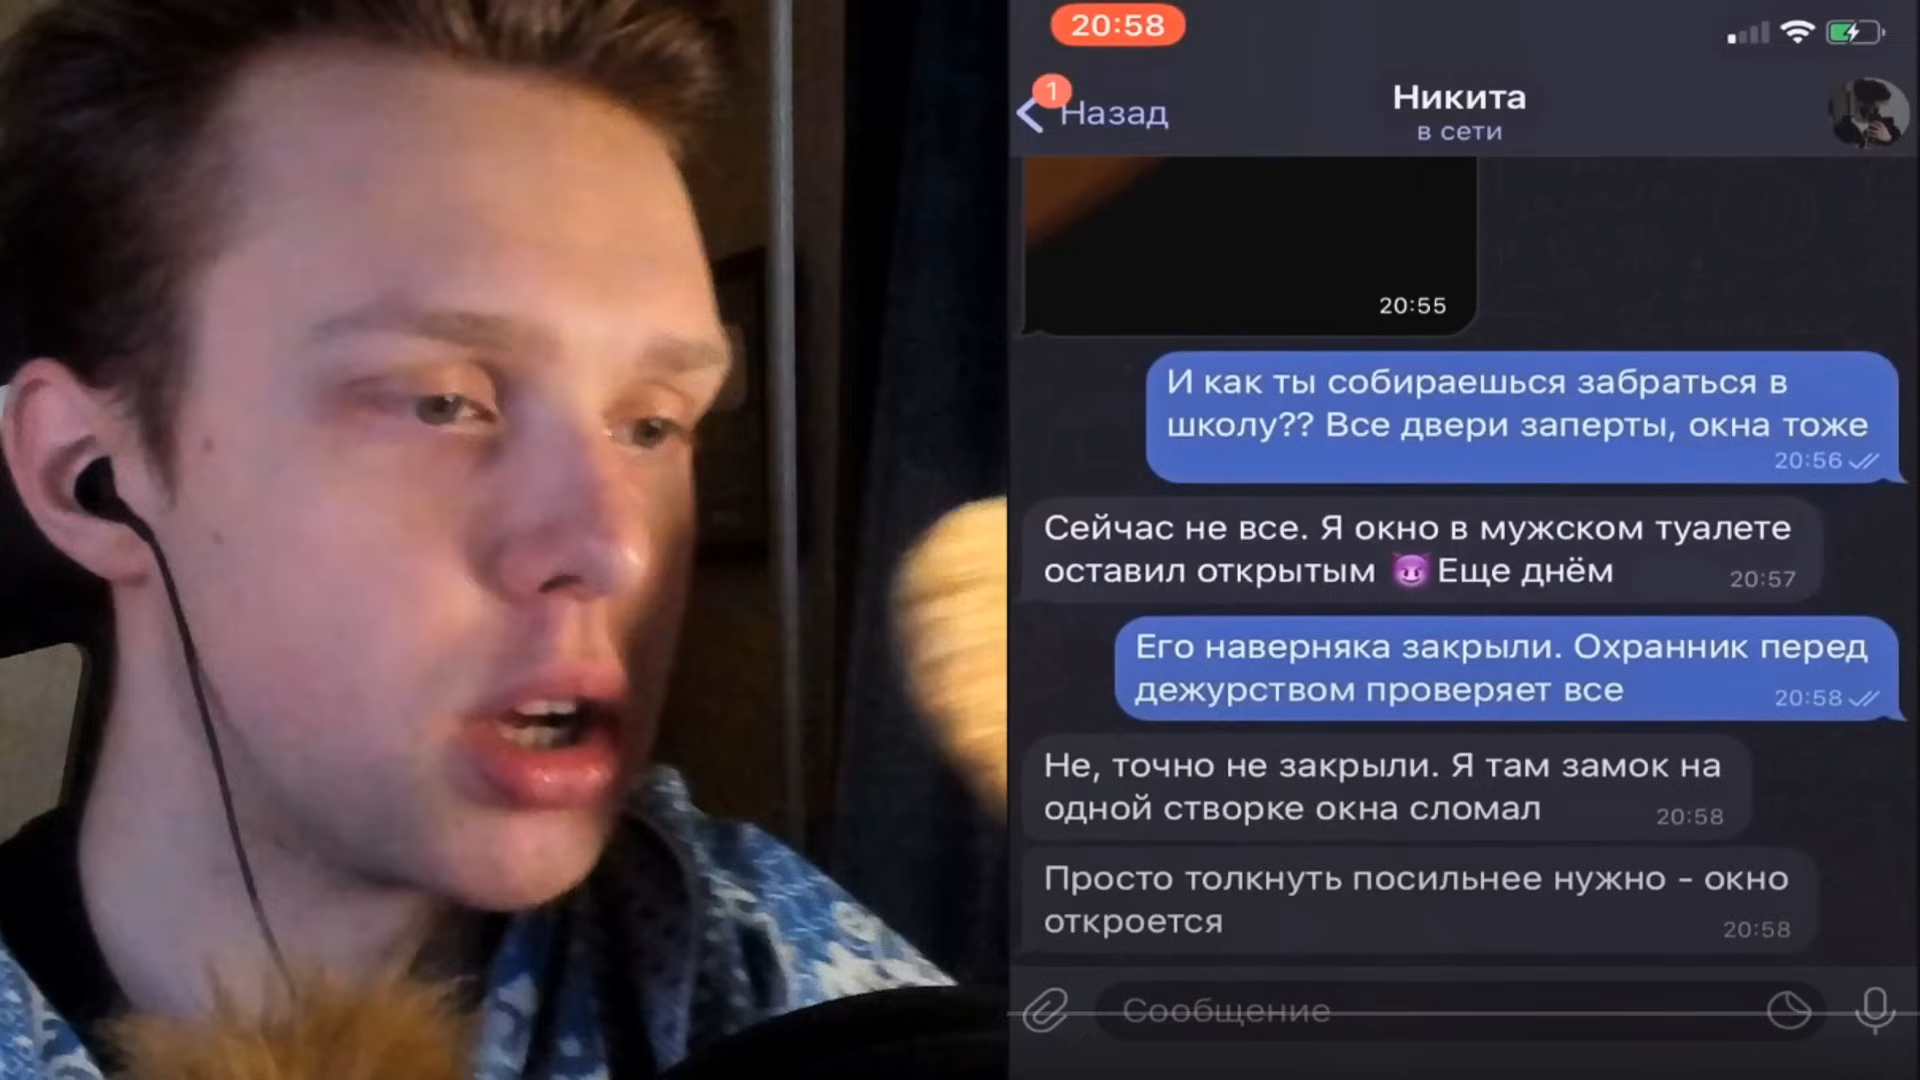 20:58
1
Назад
Никита
в сети
20:55
И как ты собираешься забраться в
школу?? Все двери заперты, окна тоже
20:56
Сейчас не все. Я окно в мужском туалете
оставил открытым 😈 Еще днём
20:57
Его наверняка закрыли. Охранник перед
дежурством проверяет все
20:58
Не, точно не закрыли. Я там замок на
одной створке окна сломал
20:58
Просто толкнуть посильнее нужно - окно
откроется
20:58
Сообщение